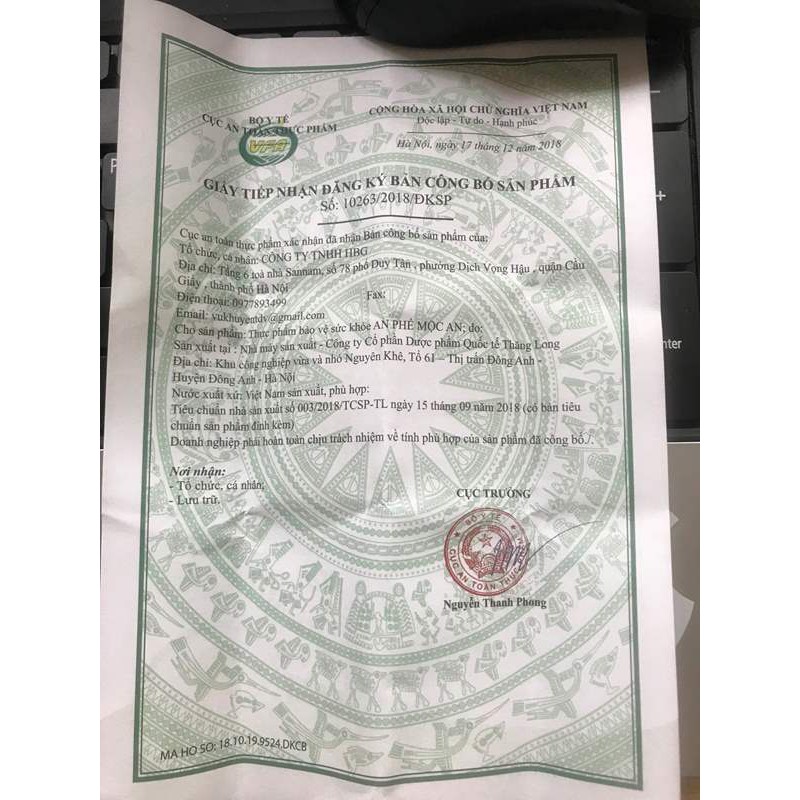 BỘ Y TẾ
CỤC AN TOÀN THỰC PHẨM
VFA
CỘNG HÒA XÃ HỘI CHỦ NGHĨA VIỆT NAM
Độc lập - Tự do - Hạnh phúc
Hà Nội, ngày 17 tháng 12 năm 2018
GIẤY TIẾP NHẬN ĐĂNG KÝ BẢN CÔNG BỐ SẢN PHẨM
Số: 10263/2018/ĐKSP
Cục an toàn thực phẩm xác nhận đã nhận Bản công bố sản phẩm của:
Tổ chức, cá nhân: CÔNG TY TNHH HBG
Địa chỉ: Tầng 6 toà nhà Sannam, số 78 phố Duy Tân , phường Dịch Vọng Hậu , quận Cầu
Giấy , thành phố Hà Nội
Điện thoại: 0977893499 Fax:
Email: vukhuyentdv@gmail.com
Cho sản phẩm: Thực phẩm bảo vệ sức khỏe AN PHẾ MỘC AN; do:
Sản xuất tại : Nhà máy sản xuất - Công ty Cổ phần Dược phẩm Quốc tế Thăng Long
Địa chỉ: Khu công nghiệp vừa và nhỏ Nguyên Khê, Tổ 61 – Thị trấn Đông Anh -
Huyện Đông Anh - Hà Nội
Nước xuất xứ: Việt Nam sản xuất, phù hợp:
Tiêu chuẩn nhà sản xuất số 003/2018/TCSP-TL ngày 15 tháng 09 năm 2018 (có bản tiêu
chuẩn sản phẩm đính kèm)
Doanh nghiệp phải hoàn toàn chịu trách nhiệm về tính phù hợp của sản phẩm đã công bố./.
Nơi nhận:
- Tổ chức, cá nhân;
- Lưu trữ.
CỤC TRƯỞNG
BỘ Y TẾ
CỤC AN TOÀN THỰC
Nguyễn Thanh Phong
MA HO SO: 18.10.19.9524.DKCB
enter